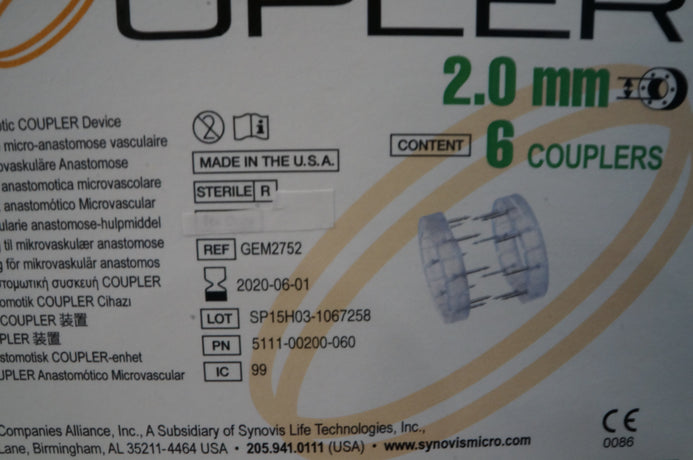 COUPLER
2.0 mm
otic COUPLER Device
micro-anastomose vasculaire
ovaskuläre Anastomose
anastomotica microvascolare
anastomótico Microvascular
ularie anastomose-hulpmiddel
til mikrovaskulær anastomose
för mikrovaskulär anastomos
στομωτική συσκευή COUPLER
tomotik COUPLER Cihazı
COUPLER 装置
PLER 装置
stomotisk COUPLER-enhet
UPLER Anastomótico Microvascular
MADE IN THE U.S.A.
STERILE R
REF GEM2752
2020-06-01
LOT SP15H03-1067258
PN 5111-00200-060
IC 99
CONTENT 6 COUPLERS
Companies Alliance, Inc., A Subsidiary of Synovis Life Technologies, Inc.,
Lane, Birmingham, AL 35211-4464 USA • 205.941.0111 (USA) • www.synovismicro.com
CE
0086